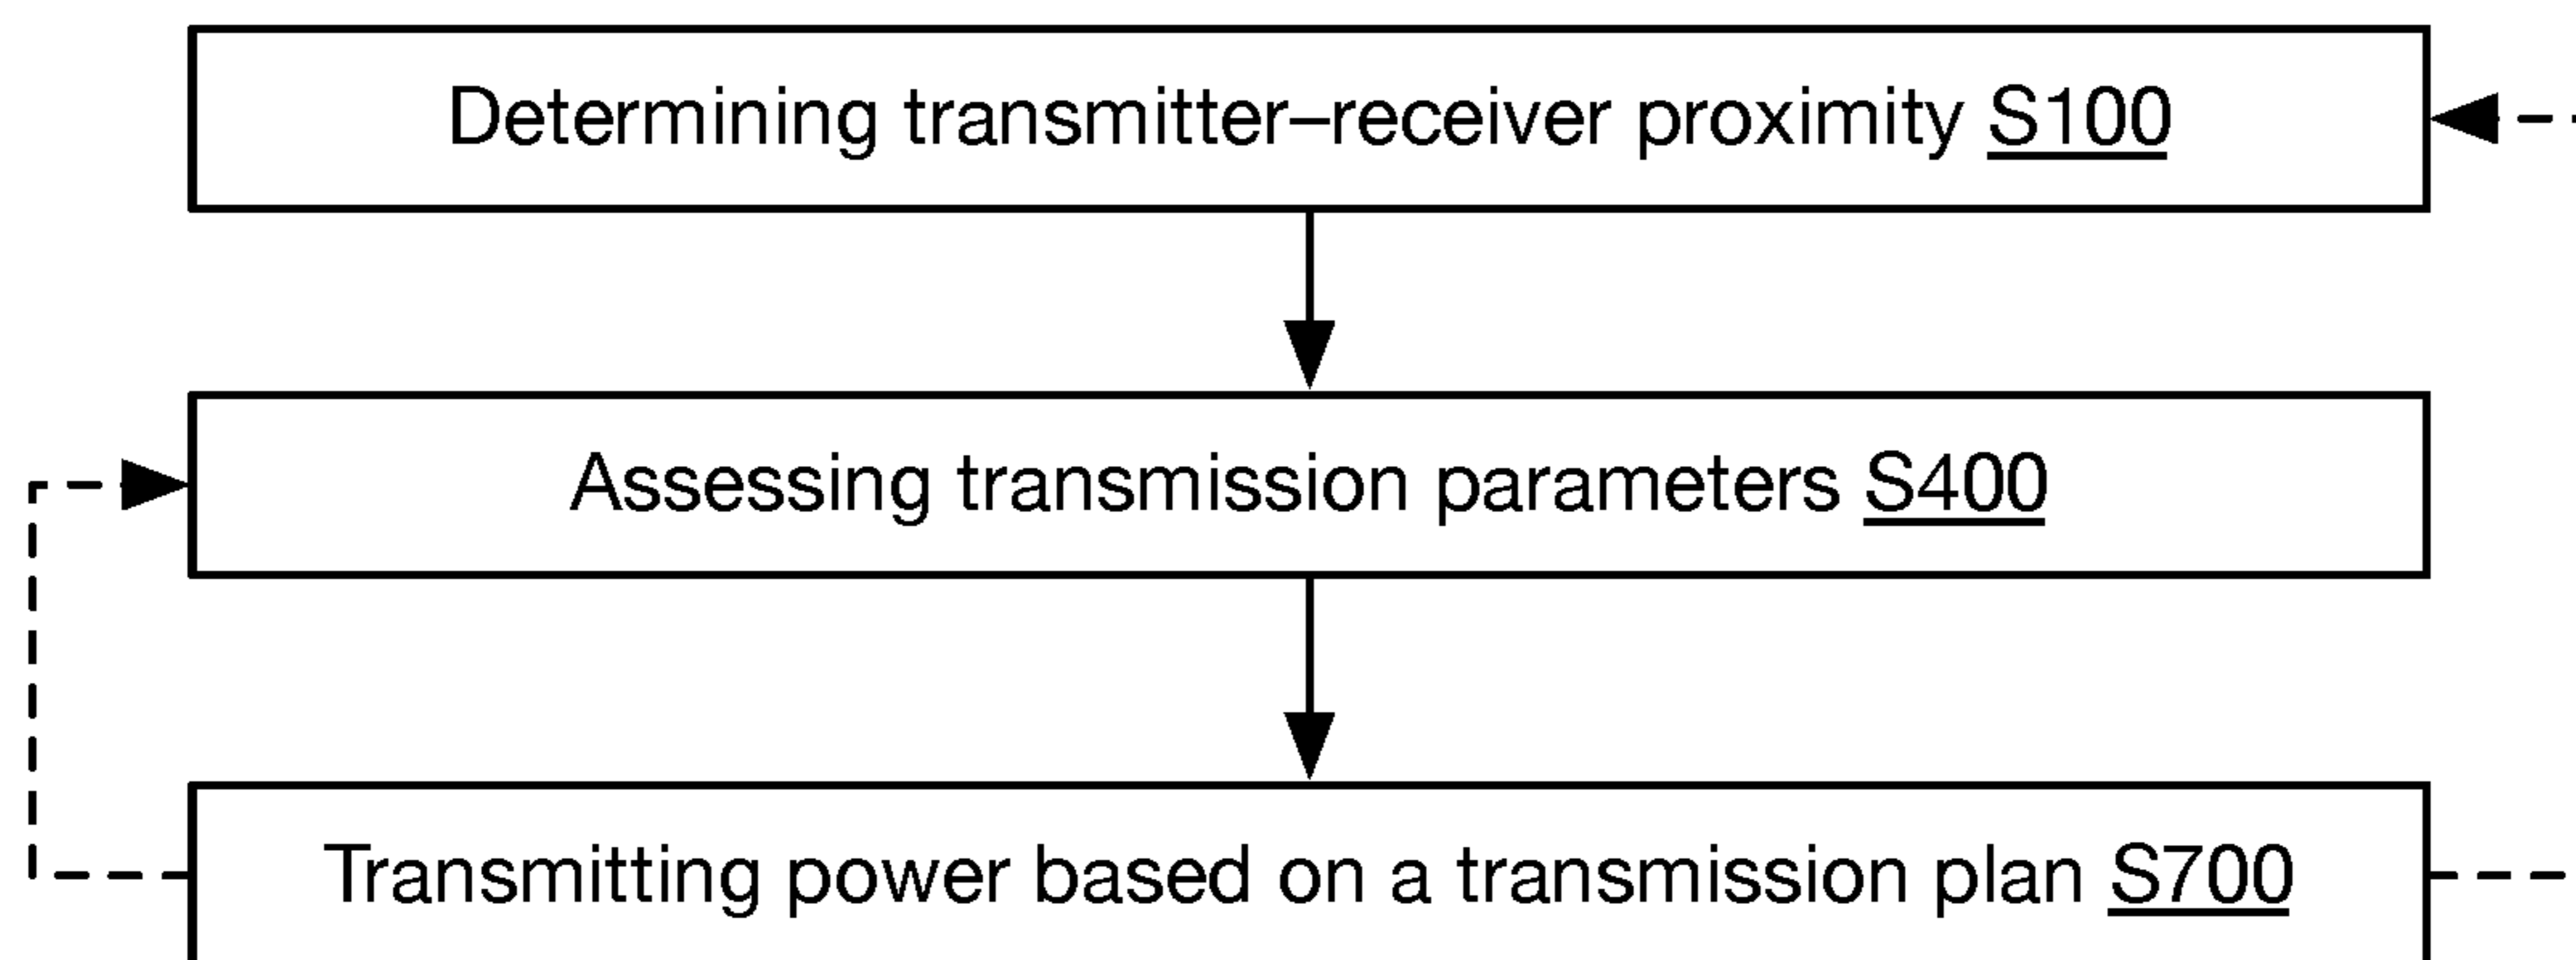 Determining transmitter–receiver proximity S100
Assessing transmission parameters S400
Transmitting power based on a transmission plan S700